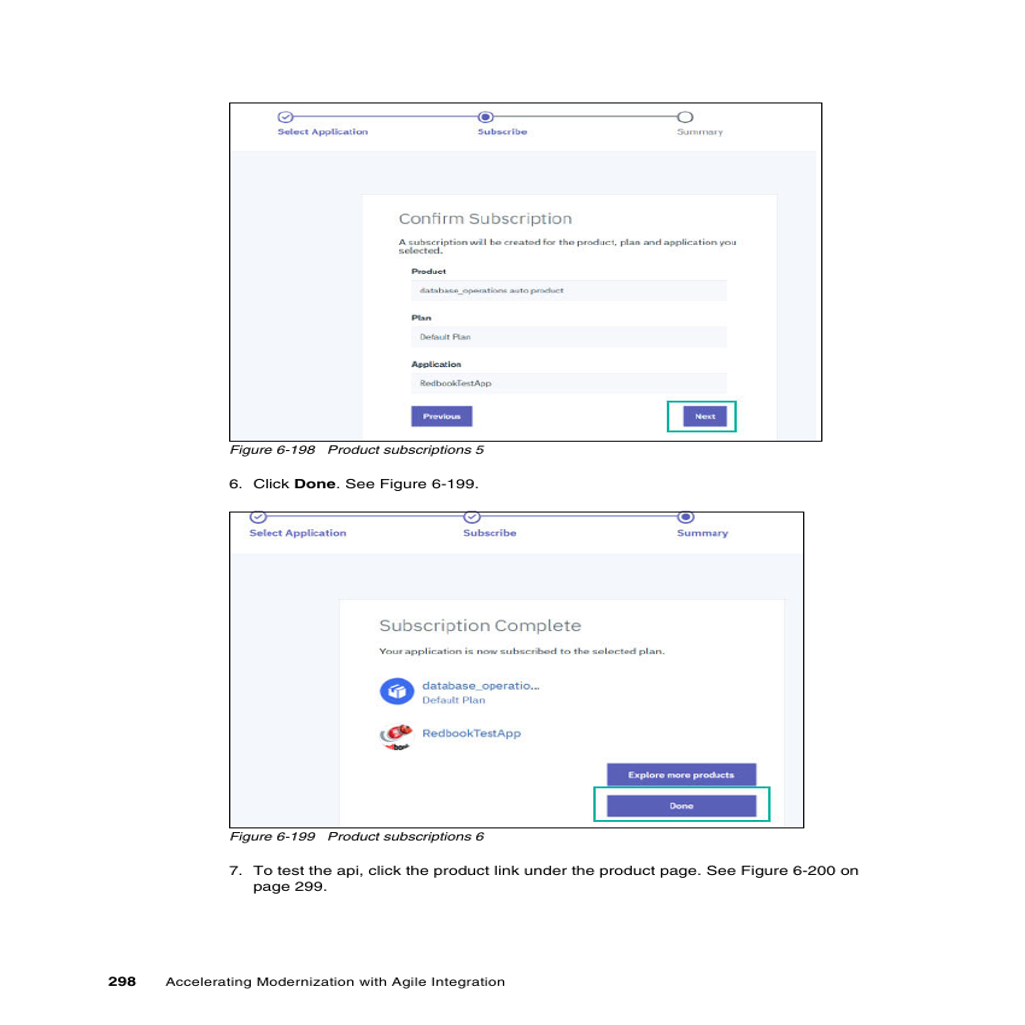 Select Application Subscribe Summary
Confirm Subscription
A subscription will be created for the product, plan and application you
selected.
Product
database_operations auto product
Plan
Default Plan
Application
RedbookTestApp
Previous Next
Figure 6-198 Product subscriptions 5
6. Click Done. See Figure 6-199.
Select Application Subscribe Summary
Subscription Complete
Your application is now subscribed to the selected plan.
database_operatio...
Default Plan
RedbookTestApp
Explore more products
Done
Figure 6-199 Product subscriptions 6
7. To test the api, click the product link under the product page. See Figure 6-200 on
page 299.
298 Accelerating Modernization with Agile Integration